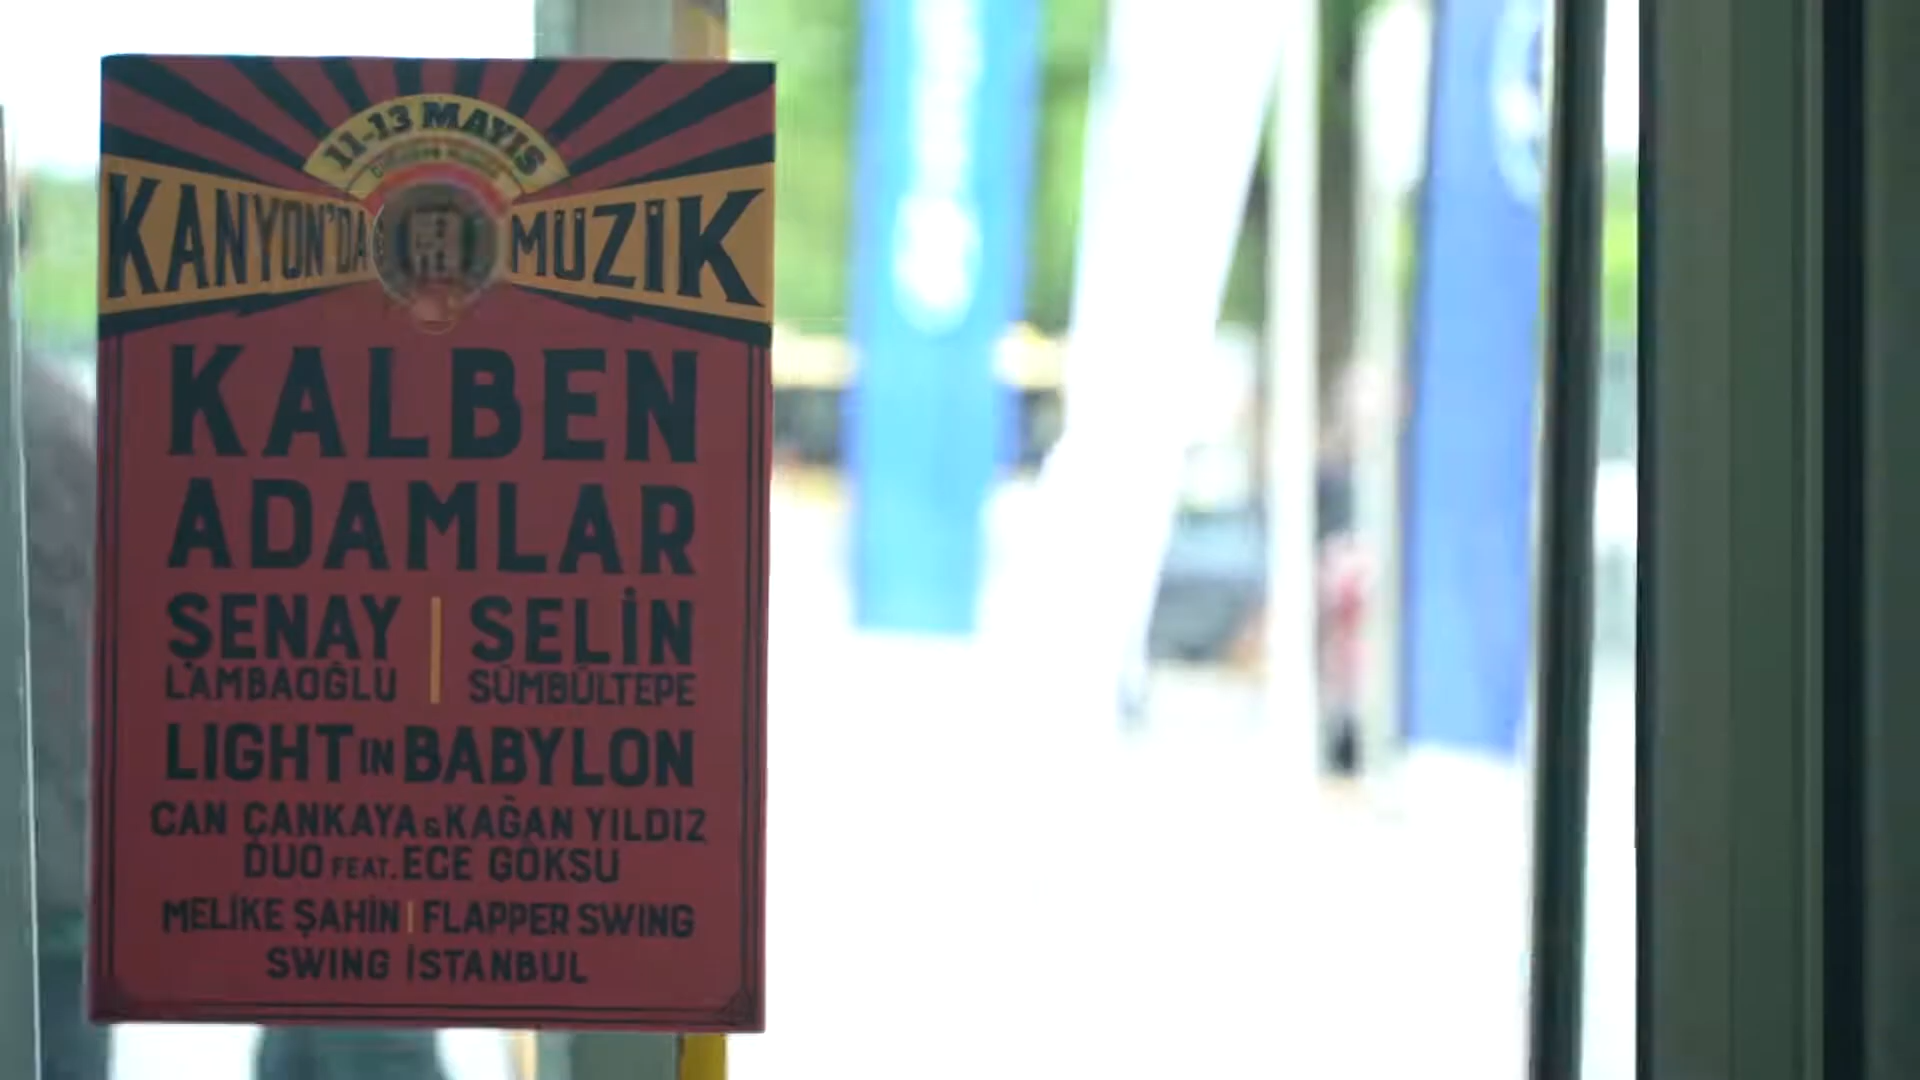 11-13 MAYIS
KANYON'DA MÜZİK
KALBEN
ADAMLAR
ŞENAY | SELİN
LAMBAOĞLU SÜMBÜLTEPE
LIGHT IN BABYLON
CAN ÇANKAYA & KAĞAN YILDIZ
DUO FEAT. ECE GÖKSU
MELİKE ŞAHİN | FLAPPER SWING
SWING İSTANBUL